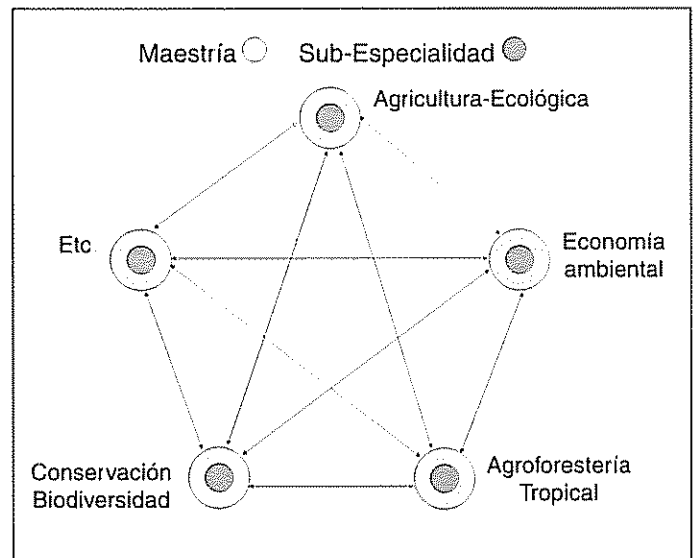 Maestría Sub-Especialidad
Agricultura-Ecológica
Etc
Economía
ambiental
Conservación
Biodiversidad
Agroforestería
Tropical